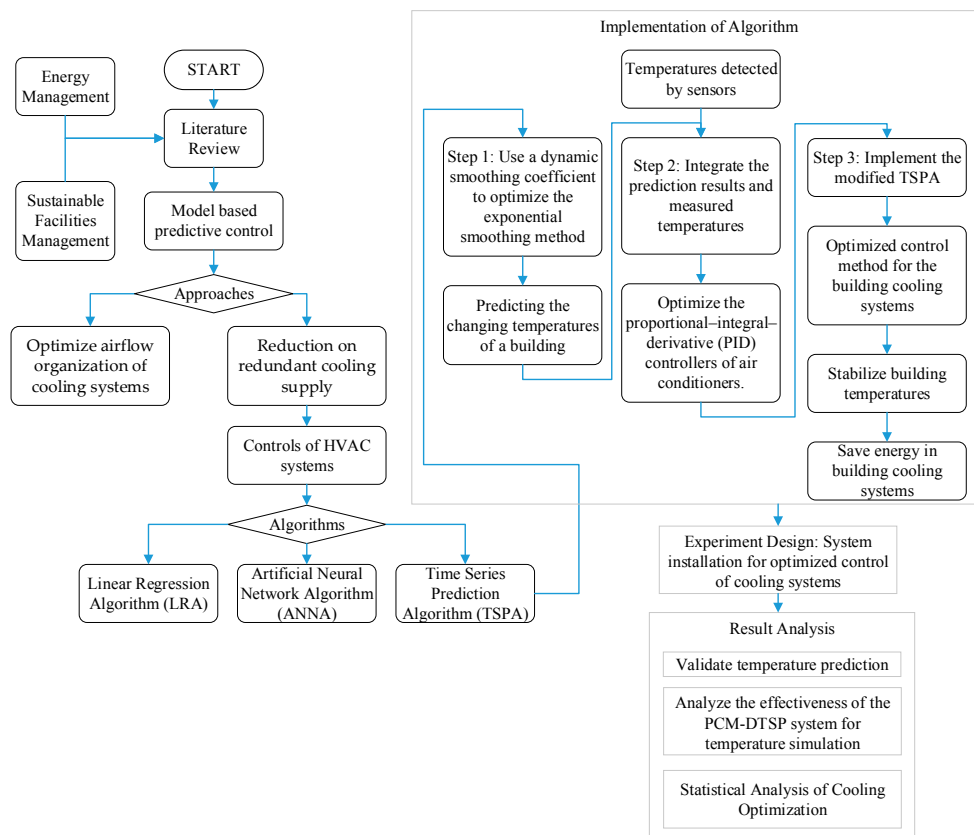 START
Energy
Management
Literature
Review
Sustainable
Facilities
Management
Model based
predictive control
Approaches
Optimize airflow
organization of
cooling systems
Reduction on
redundant cooling
supply
Controls of HVAC
systems
Algorithms
Linear Regression
Algorithm (LRA)
Artificial Neural
Network Algorithm
(ANNA)
Time Series
Prediction
Algorithm (TSPA)
Implementation of Algorithm
Temperatures detected
by sensors
Step 1: Use a dynamic
smoothing coefficient
to optimize the
exponential
smoothing method
Predicting the
changing temperatures
of a building
Step 2: Integrate the
prediction results and
measured
temperatures
Optimize the
proportional–integral–
derivative (PID)
controllers of air
conditioners.
Step 3: Implement the
modified TSPA
Optimized control
method for the
building cooling
systems
Stabilize building
temperatures
Save energy in
building cooling
systems
Experiment Design: System
installation for optimized control
of cooling systems
Result Analysis
Validate temperature prediction
Analyze the effectiveness of the
PCM-DTSP system for
temperature simulation
Statistical Analysis of Cooling
Optimization